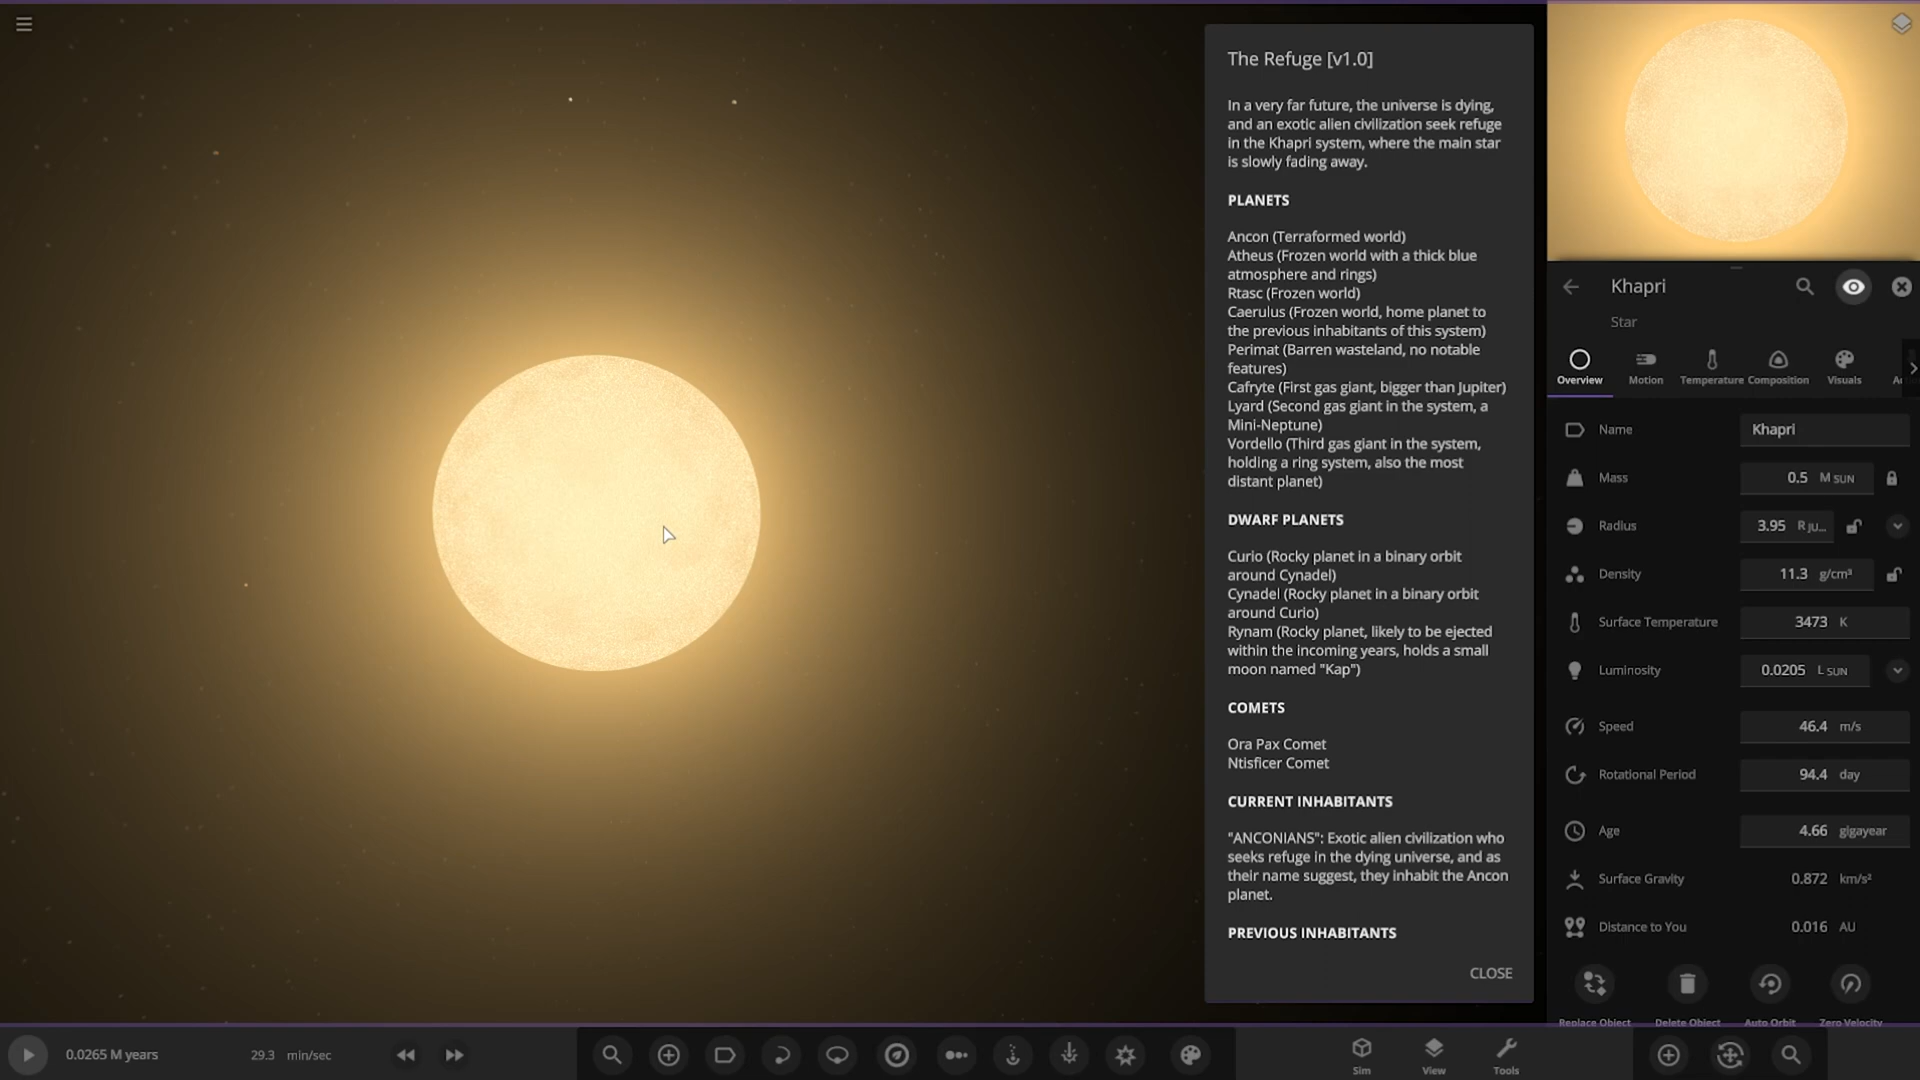 The Refuge [v1.0]
In a very far future, the universe is dying,
and an exotic alien civilization seek refuge
in the Khapri system, where the main star
is slowly fading away.
PLANETS
Ancon (Terraformed world)
Atheus (Frozen world with a thick blue
atmosphere and rings)
Rtasc (Frozen world)
Caerulus (Frozen world, home planet to
the previous inhabitants of this system)
Perimat (Barren wasteland, no notable
features)
Cafryte (First gas giant, bigger than Jupiter)
Lyard (Second gas giant in the system, a
Mini-Neptune)
Vordello (Third gas giant in the system,
holding a ring system, also the most
distant planet)
DWARF PLANETS
Curio (Rocky planet in a binary orbit
around Cynadel)
Cynadel (Rocky planet in a binary orbit
around Curio)
Rynam (Rocky planet, likely to be ejected
within the incoming years, holds a small
moon named "Kap")
COMETS
Ora Pax Comet
Ntisficer Comet
CURRENT INHABITANTS
"ANCONIANS": Exotic alien civilization who
seeks refuge in the dying universe, and as
their name suggest, they inhabit the Ancon
planet.
PREVIOUS INHABITANTS
CLOSE
Khapri
Star
Overview Motion Temperature Composition Visuals
Name Khapri
Mass 0.5 M SUN
Radius 3.95 R JU...
Density 11.3 g/cm³
Surface Temperature 3473 K
Luminosity 0.0205 L SUN
Speed 46.4 m/s
Rotational Period 94.4 day
Age 4.66 gigayear
Surface Gravity 0.872 km/s²
Distance to You 0.016 AU
Replace Object Delete Object Auto Orbit Zero Velocity
0.0265 M years 29.3 min/sec
Sim View Tools